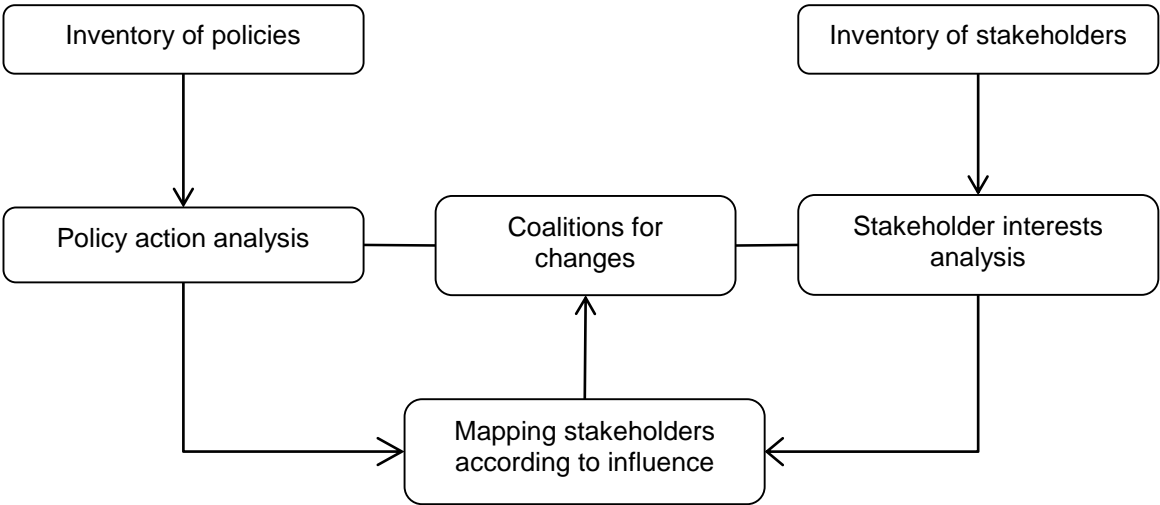 Inventory of policies
Inventory of stakeholders
Policy action analysis
Coalitions for
changes
Stakeholder interests
analysis
Mapping stakeholders
according to influence